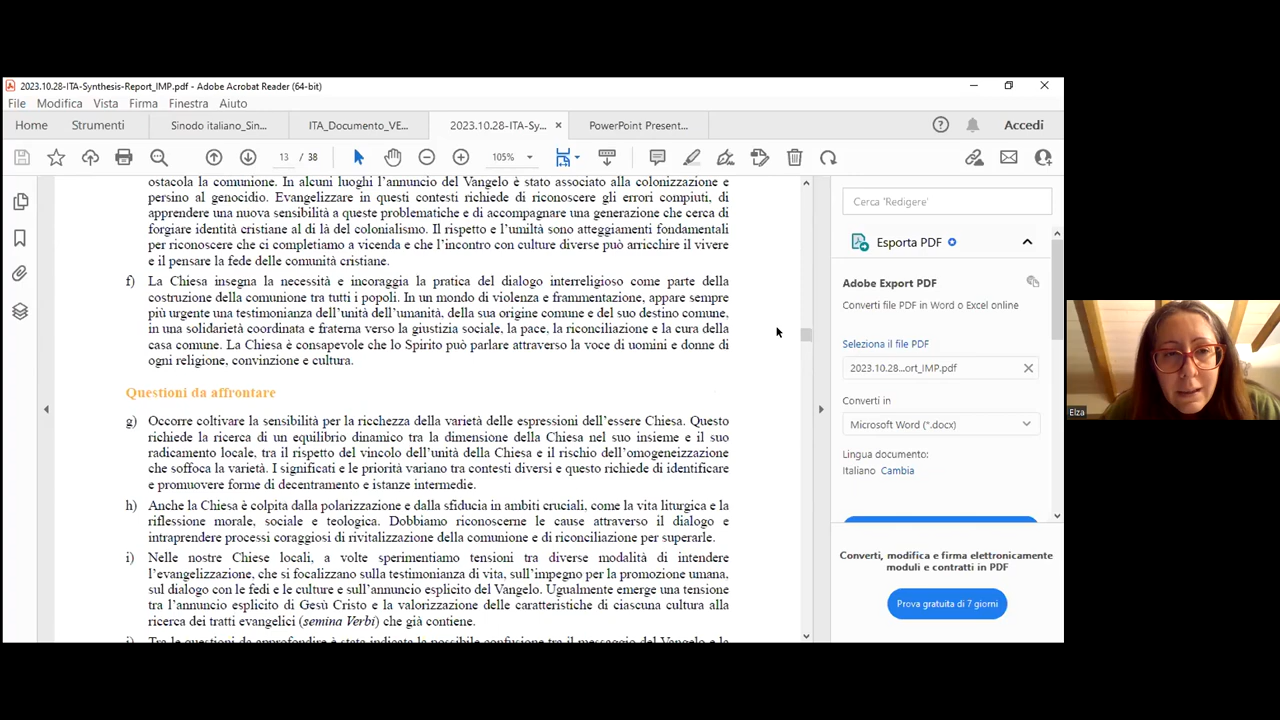 2023.10.28-ITA-Synthesis-Report_IMP.pdf - Adobe Acrobat Reader (64-bit)
File Modifica Vista Firma Finestra Aiuto
Home Strumenti Sinodo italiano_Sin... ITA_Documento_VE... 2023.10.28-ITA-Sy... × PowerPoint Present... Accedi
13 / 38 105%
ostacola la comunione. In alcuni luoghi l'annuncio del Vangelo è stato associato alla colonizzazione e
persino al genocidio. Evangelizzare in questi contesti richiede di riconoscere gli errori compiuti, di
apprendere una nuova sensibilità a queste problematiche e di accompagnare una generazione che cerca di
forgiare identità cristiane al di là del colonialismo. Il rispetto e l'umiltà sono atteggiamenti fondamentali
per riconoscere che ci completiamo a vicenda e che l'incontro con culture diverse può arricchire il vivere
e il pensare la fede delle comunità cristiane.
f) La Chiesa insegna la necessità e incoraggia la pratica del dialogo interreligioso come parte della
costruzione della comunione tra tutti i popoli. In un mondo di violenza e frammentazione, appare sempre
più urgente una testimonianza dell'unità dell'umanità, della sua origine comune e del suo destino comune,
in una solidarietà coordinata e fraterna verso la giustizia sociale, la pace, la riconciliazione e la cura della
casa comune. La Chiesa è consapevole che lo Spirito può parlare attraverso la voce di uomini e donne di
ogni religione, convinzione e cultura.
Questioni da affrontare
g) Occorre coltivare la sensibilità per la ricchezza della varietà delle espressioni dell'essere Chiesa. Questo
richiede la ricerca di un equilibrio dinamico tra la dimensione della Chiesa nel suo insieme e il suo
radicamento locale, tra il rispetto del vincolo dell'unità della Chiesa e il rischio dell'omogeneizzazione
che soffoca la varietà. I significati e le priorità variano tra contesti diversi e questo richiede di identificare
e promuovere forme di decentramento e istanze intermedie.
h) Anche la Chiesa è colpita dalla polarizzazione e dalla sfiducia in ambiti cruciali, come la vita liturgica e la
riflessione morale, sociale e teologica. Dobbiamo riconoscerne le cause attraverso il dialogo e
intraprendere processi coraggiosi di rivitalizzazione della comunione e di riconciliazione per superarle.
i) Nelle nostre Chiese locali, a volte sperimentiamo tensioni tra diverse modalità di intendere
l'evangelizzazione, che si focalizzano sulla testimonianza di vita, sull'impegno per la promozione umana,
sul dialogo con le fedi e le culture e sull'annuncio esplicito del Vangelo. Ugualmente emerge una tensione
tra l'annuncio esplicito di Gesù Cristo e la valorizzazione delle caratteristiche di ciascuna cultura alla
ricerca dei tratti evangelici (semina Verbi) che già contiene.
j) Tra le questioni da approfondire è stata indicata la possibile confusione tra il messaggio del Vangelo e la
Cerca 'Redigere'
Esporta PDF
Adobe Export PDF
Converti file PDF in Word o Excel online
Seleziona il file PDF
2023.10.28...ort_IMP.pdf
Converti in
Microsoft Word (*.docx)
Lingua documento:
Italiano Cambia
Converti, modifica e firma elettronicamente
moduli e contratti in PDF
Prova gratuita di 7 giorni
Elza